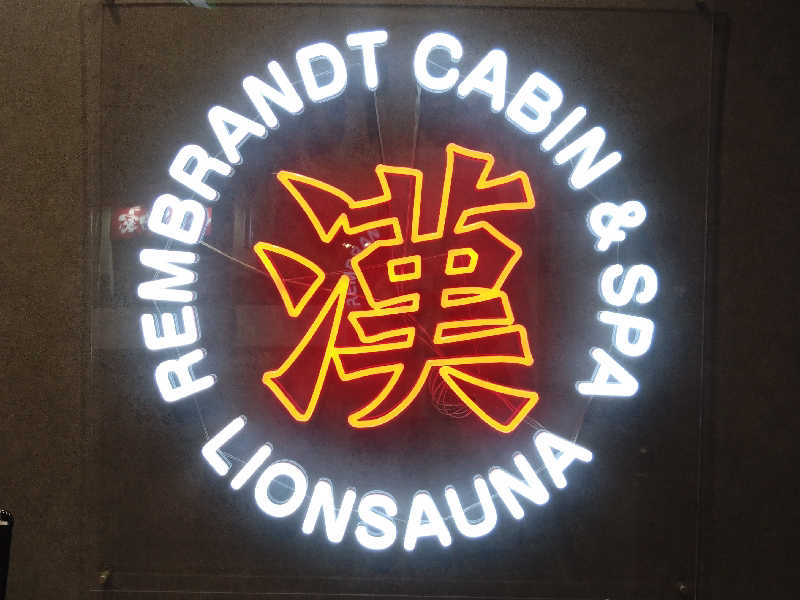 REMBRANDT CABIN & SPA
漢
LIONSAUNA